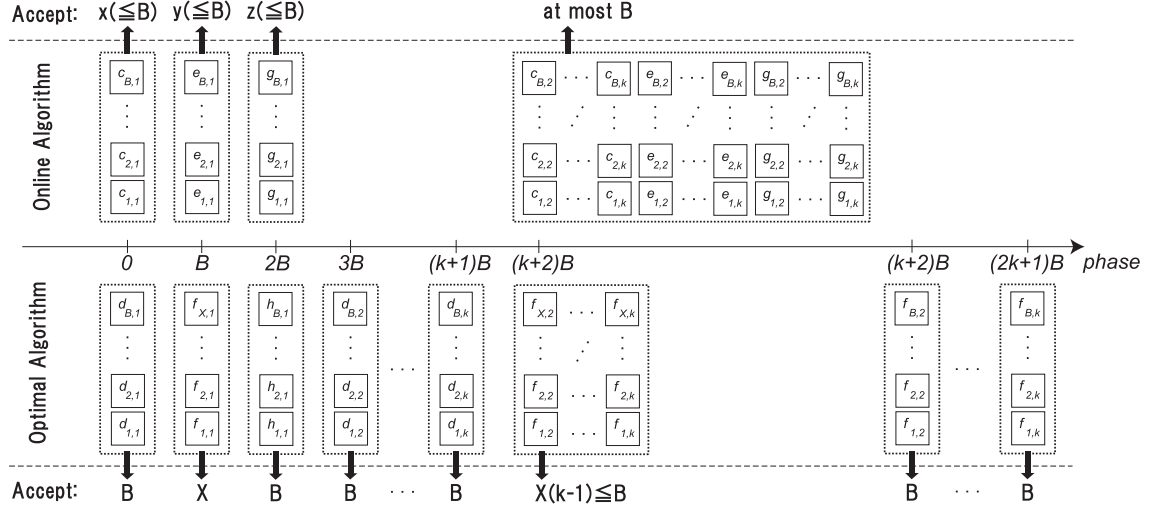 Accept: x(≦B) y(≦B) z(≦B) at most B
Online Algorithm
c_{B,1} e_{B,1} g_{B,1} c_{B,2} ··· c_{B,k} e_{B,2} ··· e_{B,k} g_{B,2} ··· g_{B,k}
c_{2,1} e_{2,1} g_{2,1} c_{2,2} ··· c_{2,k} e_{2,2} ··· e_{2,k} g_{2,2} ··· g_{2,k}
c_{1,1} e_{1,1} g_{1,1} c_{1,2} ··· c_{1,k} e_{1,2} ··· e_{1,k} g_{1,2} ··· g_{1,k}
0 B 2B 3B (k+1)B (k+2)B (k+2)B (2k+1)B phase
Optimal Algorithm
d_{B,1} f_{X,1} h_{B,1} d_{B,2} d_{B,k} f_{X,2} ··· f_{X,k} f_{B,2} f_{B,k}
d_{2,1} f_{2,1} h_{2,1} d_{2,2} ··· d_{2,k} f_{2,2} ··· f_{2,k} f_{2,2} ··· f_{2,k}
d_{1,1} f_{1,1} h_{1,1} d_{1,2} d_{1,k} f_{1,2} ··· f_{1,k} f_{1,2} f_{1,k}
Accept: B X B B ··· B X(k-1)≦B B ··· B